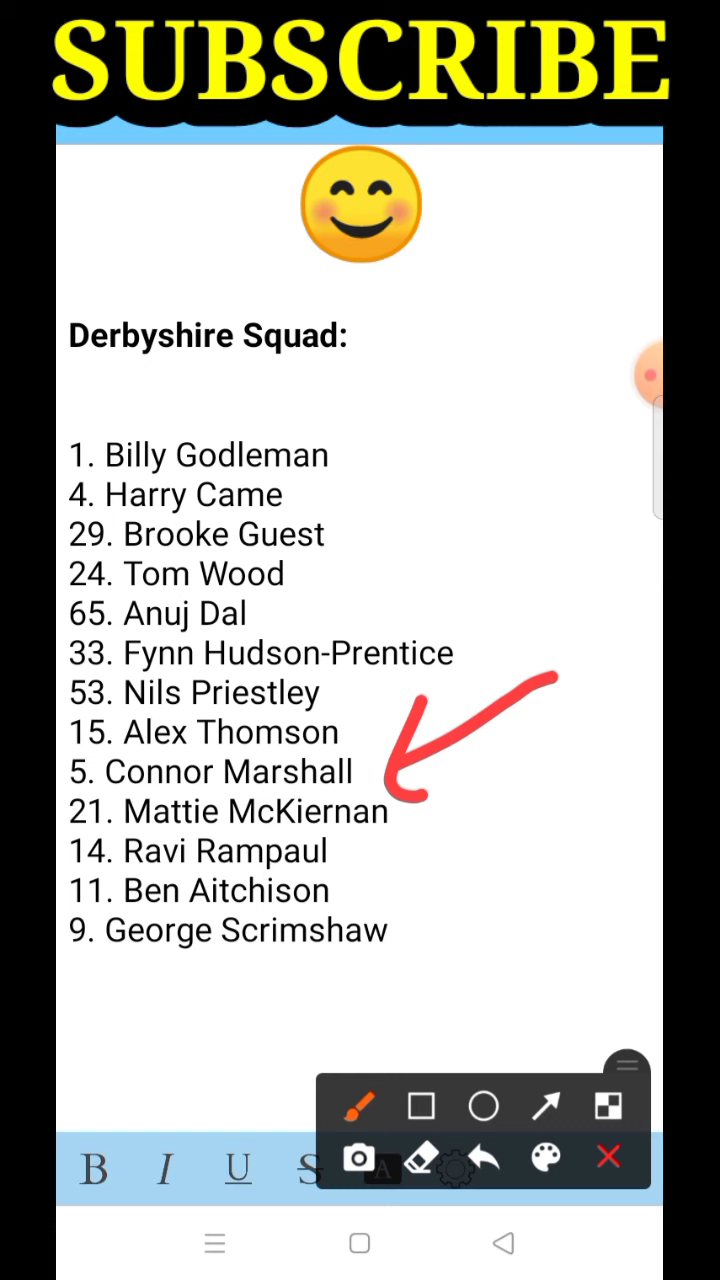 SUBSCRIBE
Derbyshire Squad:
1. Billy Godleman
4. Harry Came
29. Brooke Guest
24. Tom Wood
65. Anuj Dal
33. Fynn Hudson-Prentice
53. Nils Priestley
15. Alex Thomson
5. Connor Marshall
21. Mattie McKiernan
14. Ravi Rampaul
11. Ben Aitchison
9. George Scrimshaw
B I U S A